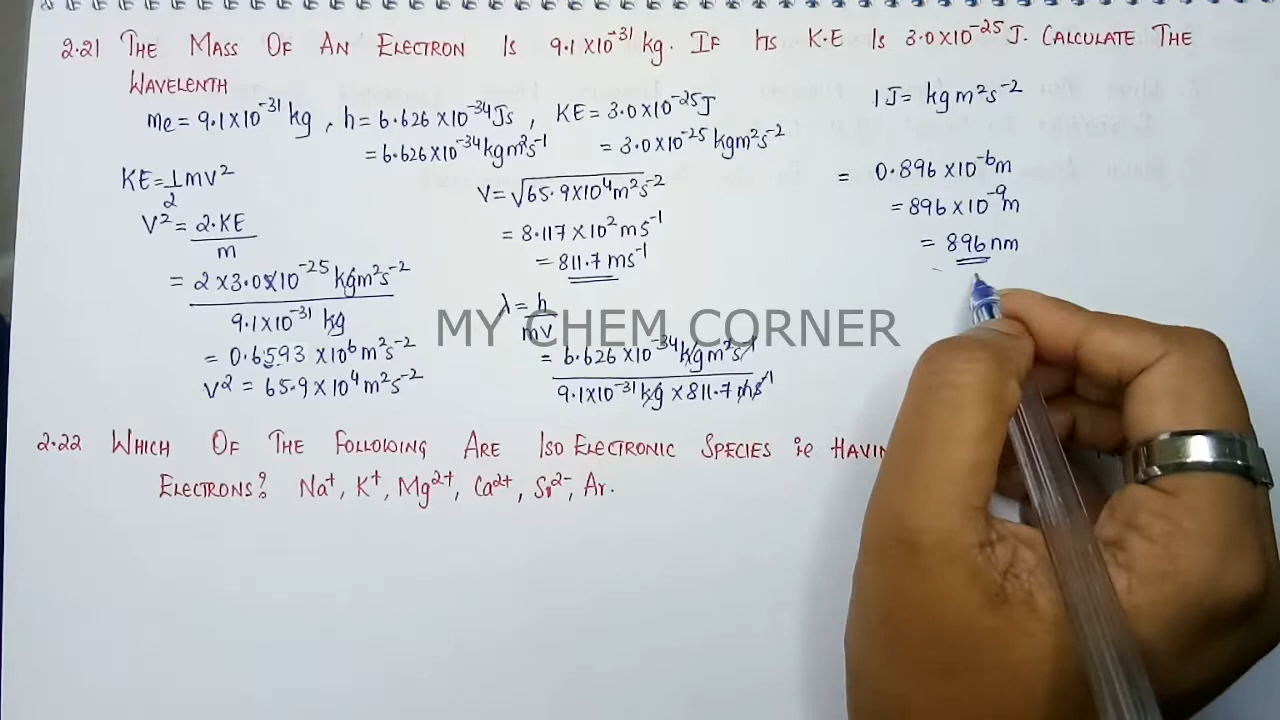 2.21 THE MASS OF AN ELECTRON IS 9.1×10⁻³¹ kg. IF ITS K.E IS 3.0×10⁻²⁵ J. CALCULATE THE
WAVELENTH
me = 9.1×10⁻³¹ kg, h = 6.626×10⁻³⁴ Js, KE = 3.0×10⁻²⁵ J
= 6.626×10⁻³⁴ kgm²s⁻¹ = 3.0×10⁻²⁵ kgm²s⁻²
KE = 1/2 mv²
v² = 2.KE/m
= 2×3.0×10⁻²⁵ kgm²s⁻² / 9.1×10⁻³¹ kg
= 0.6593×10⁶ m²s⁻²
v² = 65.9×10⁴ m²s⁻²
v = √65.9×10⁴ m²s⁻²
= 8.117×10² ms⁻¹
= 811.7 ms⁻¹
λ = h/mv
= 6.626×10⁻³⁴ kgm²s⁻¹ / 9.1×10⁻³¹ kg × 811.7 ms⁻¹
1J = kgm²s⁻²
= 0.896×10⁻⁶ m
= 896×10⁻⁹ m
= 896 nm
MY CHEM CORNER
2.22 WHICH OF THE FOLLOWING ARE ISO ELECTRONIC SPECIES i.e
ELECTRONS? Na⁺, K⁺, Mg²⁺, Ca²⁺, Ar.